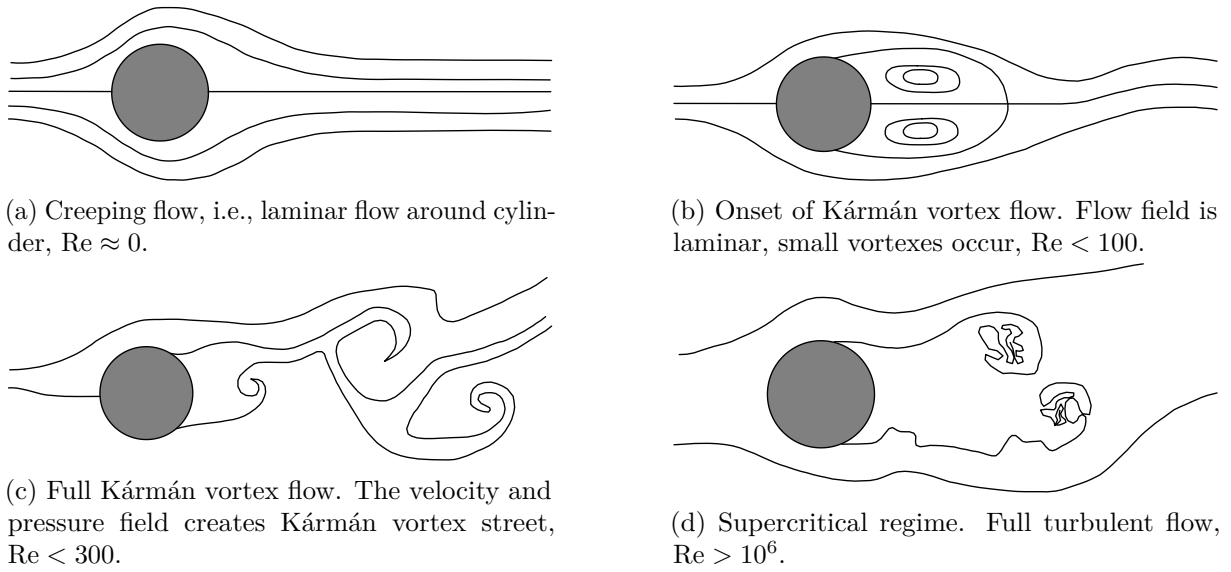 (a) Creeping flow, i.e., laminar flow around cylin-
der, Re ≈ 0.
(b) Onset of Kármán vortex flow. Flow field is
laminar, small vortexes occur, Re < 100.
(c) Full Kármán vortex flow. The velocity and
pressure field creates Kármán vortex street,
Re < 300.
(d) Supercritical regime. Full turbulent flow,
Re > 10⁶.